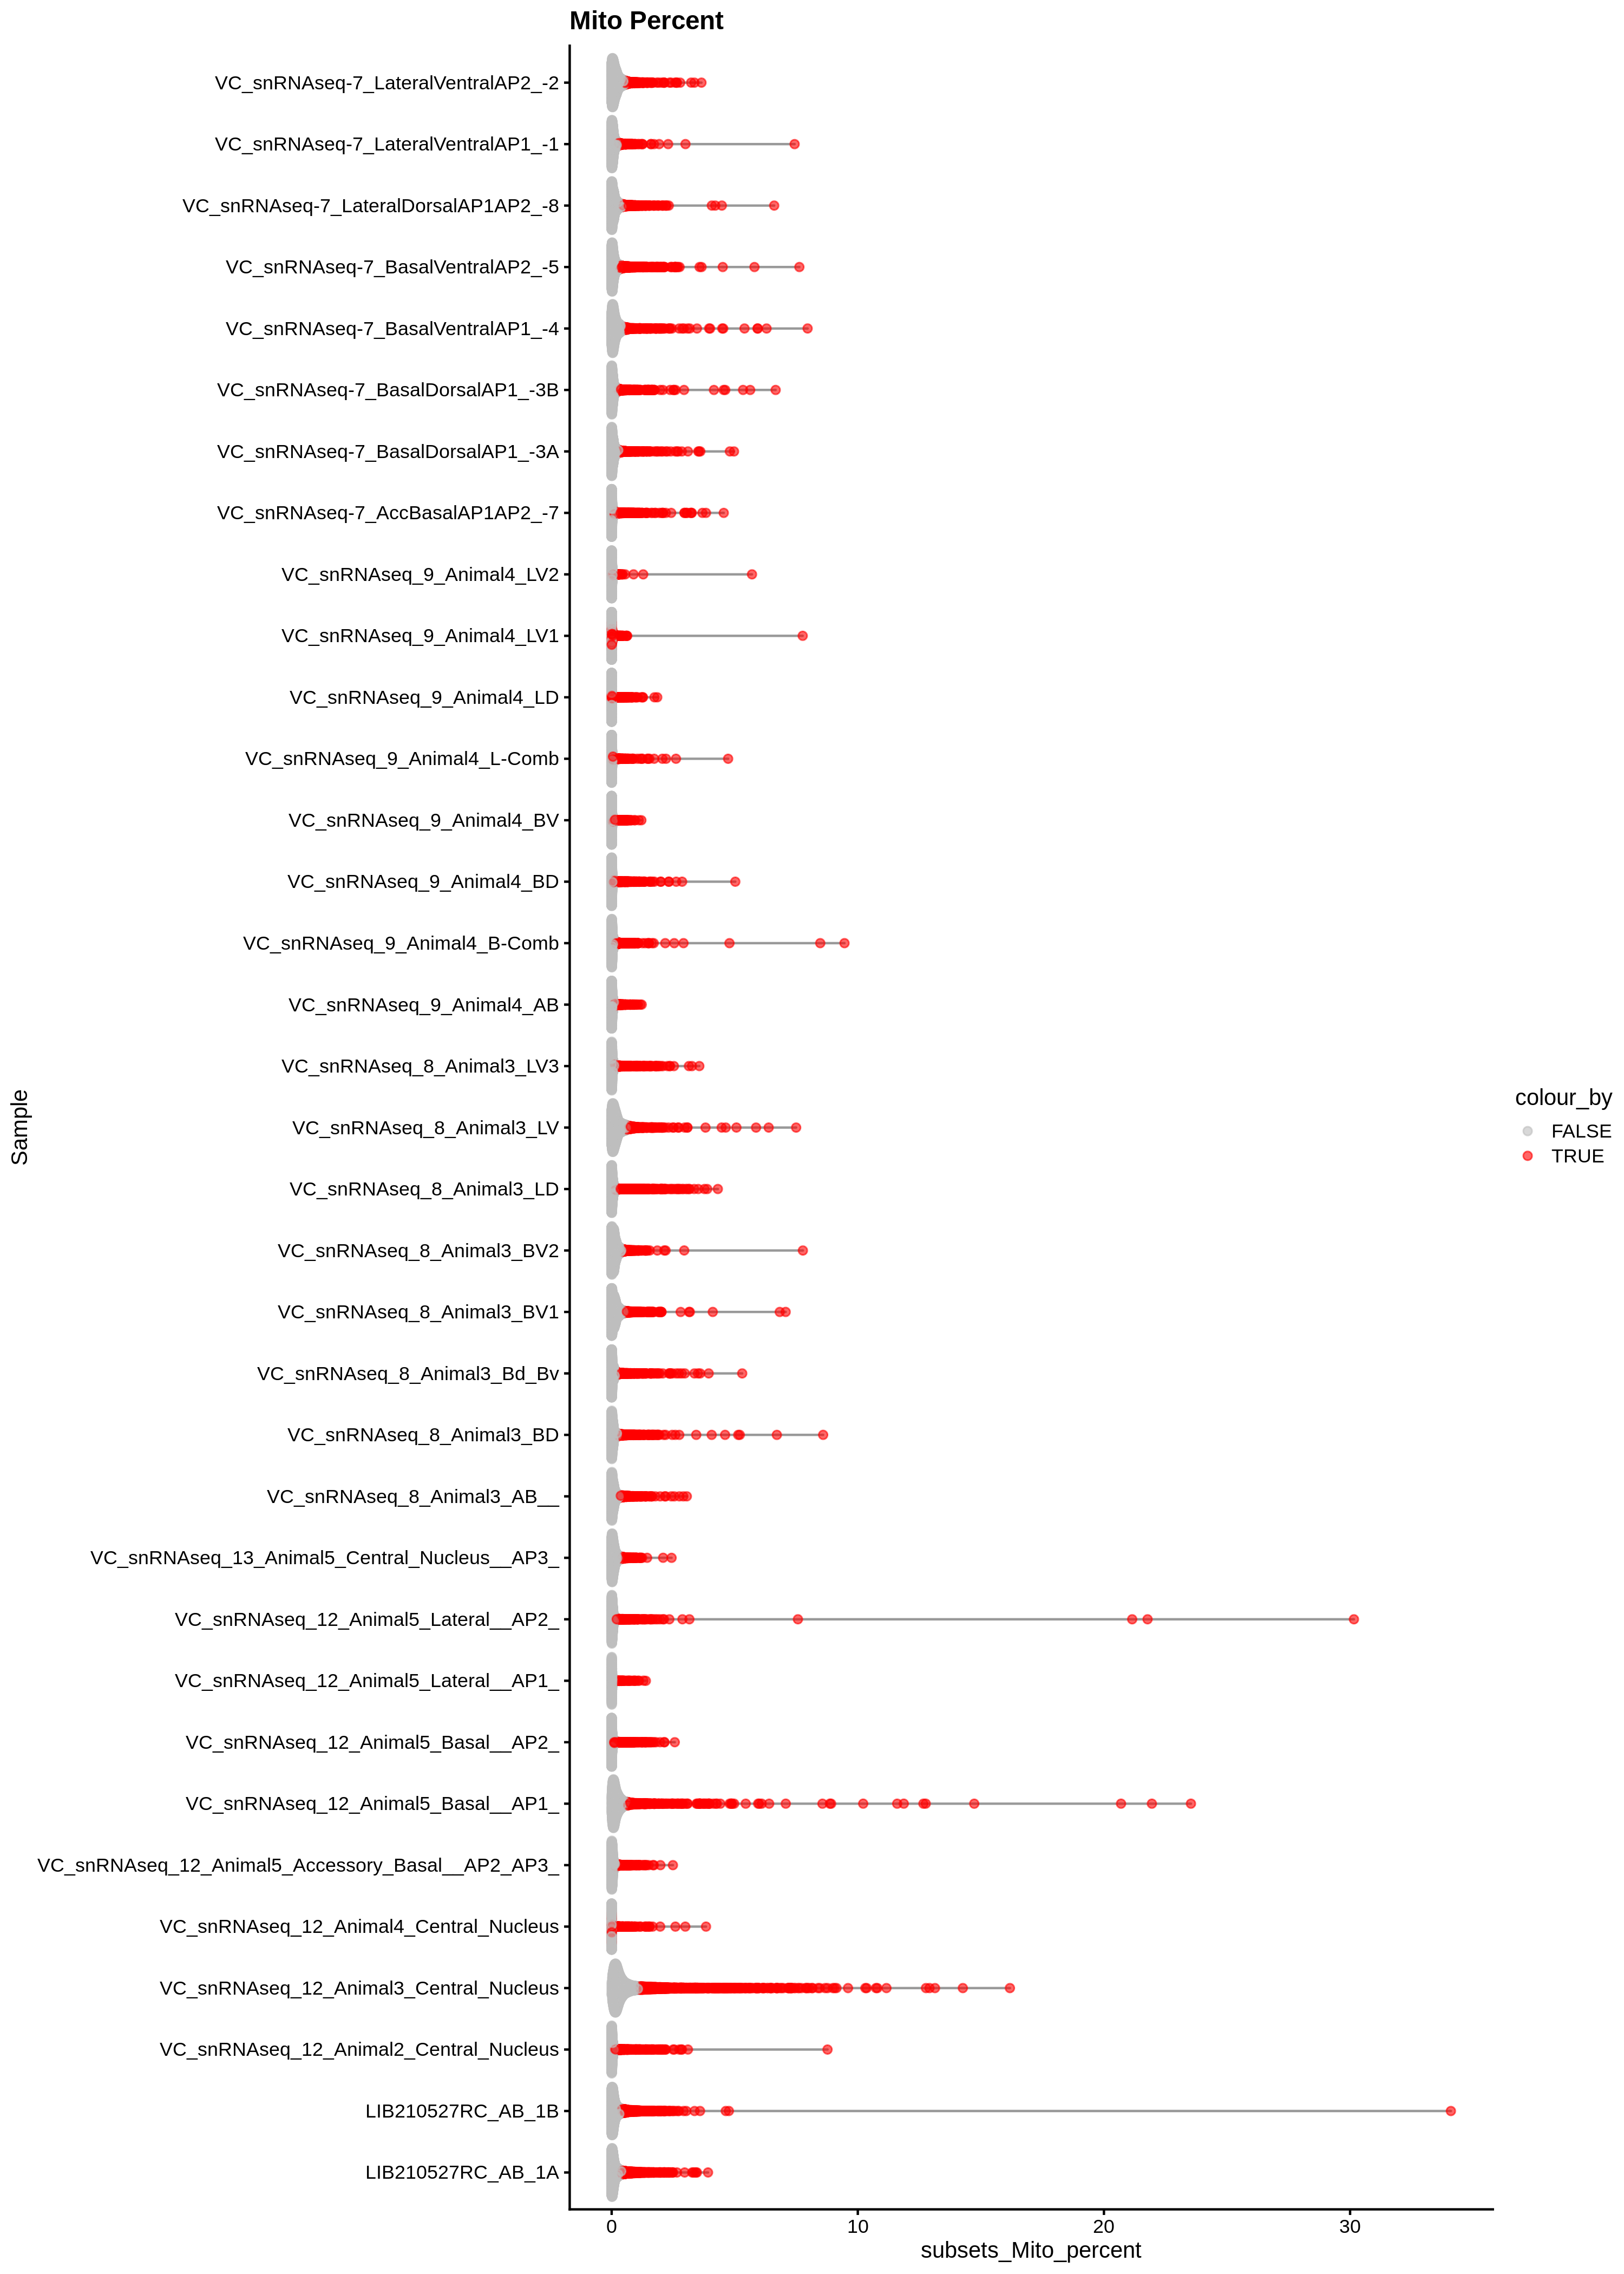 Mito Percent
VC_snRNAseq-7_LateralVentralAP2_-2
VC_snRNAseq-7_LateralVentralAP1_-1
VC_snRNAseq-7_LateralDorsalAP1AP2_-8
VC_snRNAseq-7_BasalVentralAP2_-5
VC_snRNAseq-7_BasalVentralAP1_-4
VC_snRNAseq-7_BasalDorsalAP1_-3B
VC_snRNAseq-7_BasalDorsalAP1_-3A
VC_snRNAseq-7_AccBasalAP1AP2_-7
VC_snRNAseq_9_Animal4_LV2
VC_snRNAseq_9_Animal4_LV1
VC_snRNAseq_9_Animal4_LD
VC_snRNAseq_9_Animal4_L-Comb
VC_snRNAseq_9_Animal4_BV
VC_snRNAseq_9_Animal4_BD
VC_snRNAseq_9_Animal4_B-Comb
VC_snRNAseq_9_Animal4_AB
VC_snRNAseq_8_Animal3_LV3
VC_snRNAseq_8_Animal3_LV
VC_snRNAseq_8_Animal3_LD
VC_snRNAseq_8_Animal3_BV2
VC_snRNAseq_8_Animal3_BV1
VC_snRNAseq_8_Animal3_Bd_Bv
VC_snRNAseq_8_Animal3_BD
VC_snRNAseq_8_Animal3_AB__
VC_snRNAseq_13_Animal5_Central_Nucleus__AP3_
VC_snRNAseq_12_Animal5_Lateral__AP2_
VC_snRNAseq_12_Animal5_Lateral__AP1_
VC_snRNAseq_12_Animal5_Basal__AP2_
VC_snRNAseq_12_Animal5_Basal__AP1_
VC_snRNAseq_12_Animal5_Accessory_Basal__AP2_AP3_
VC_snRNAseq_12_Animal4_Central_Nucleus
VC_snRNAseq_12_Animal3_Central_Nucleus
VC_snRNAseq_12_Animal2_Central_Nucleus
LIB210527RC_AB_1B
LIB210527RC_AB_1A
Sample
0 10 20 30
subsets_Mito_percent
colour_by
FALSE
TRUE